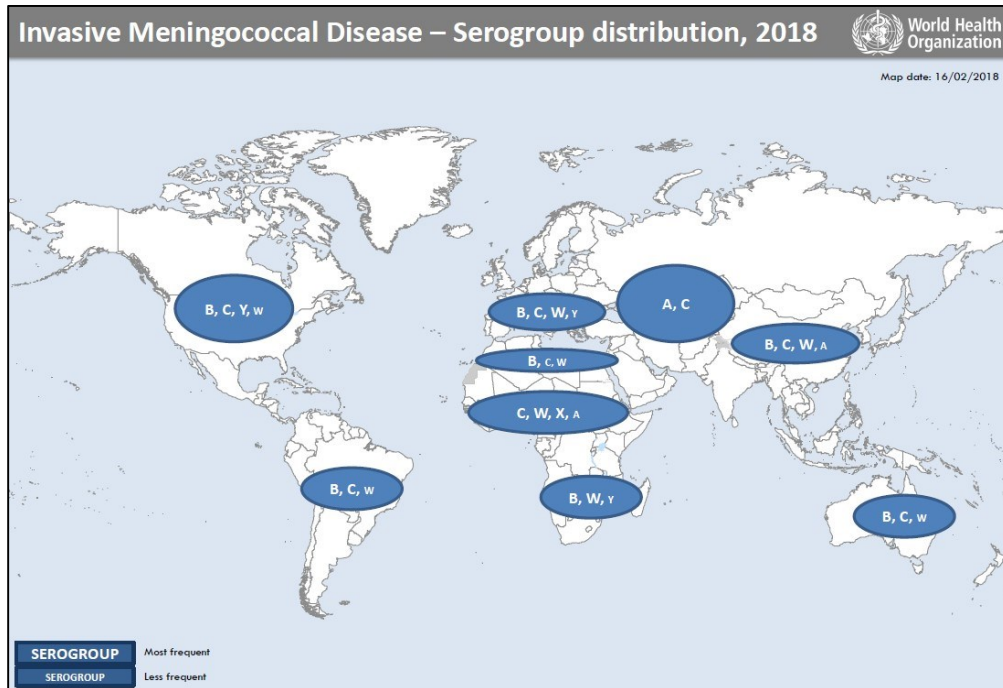 Invasive Meningococcal Disease – Serogroup distribution, 2018
World Health
Organization
Map date: 16/02/2018
B, C, Y, W
B, C, W, Y
A, C
B, C, W, A
B, C, W
C, W, X, A
B, C, W
B, W, Y
B, C, W
SEROGROUP Most frequent
SEROGROUP Less frequent